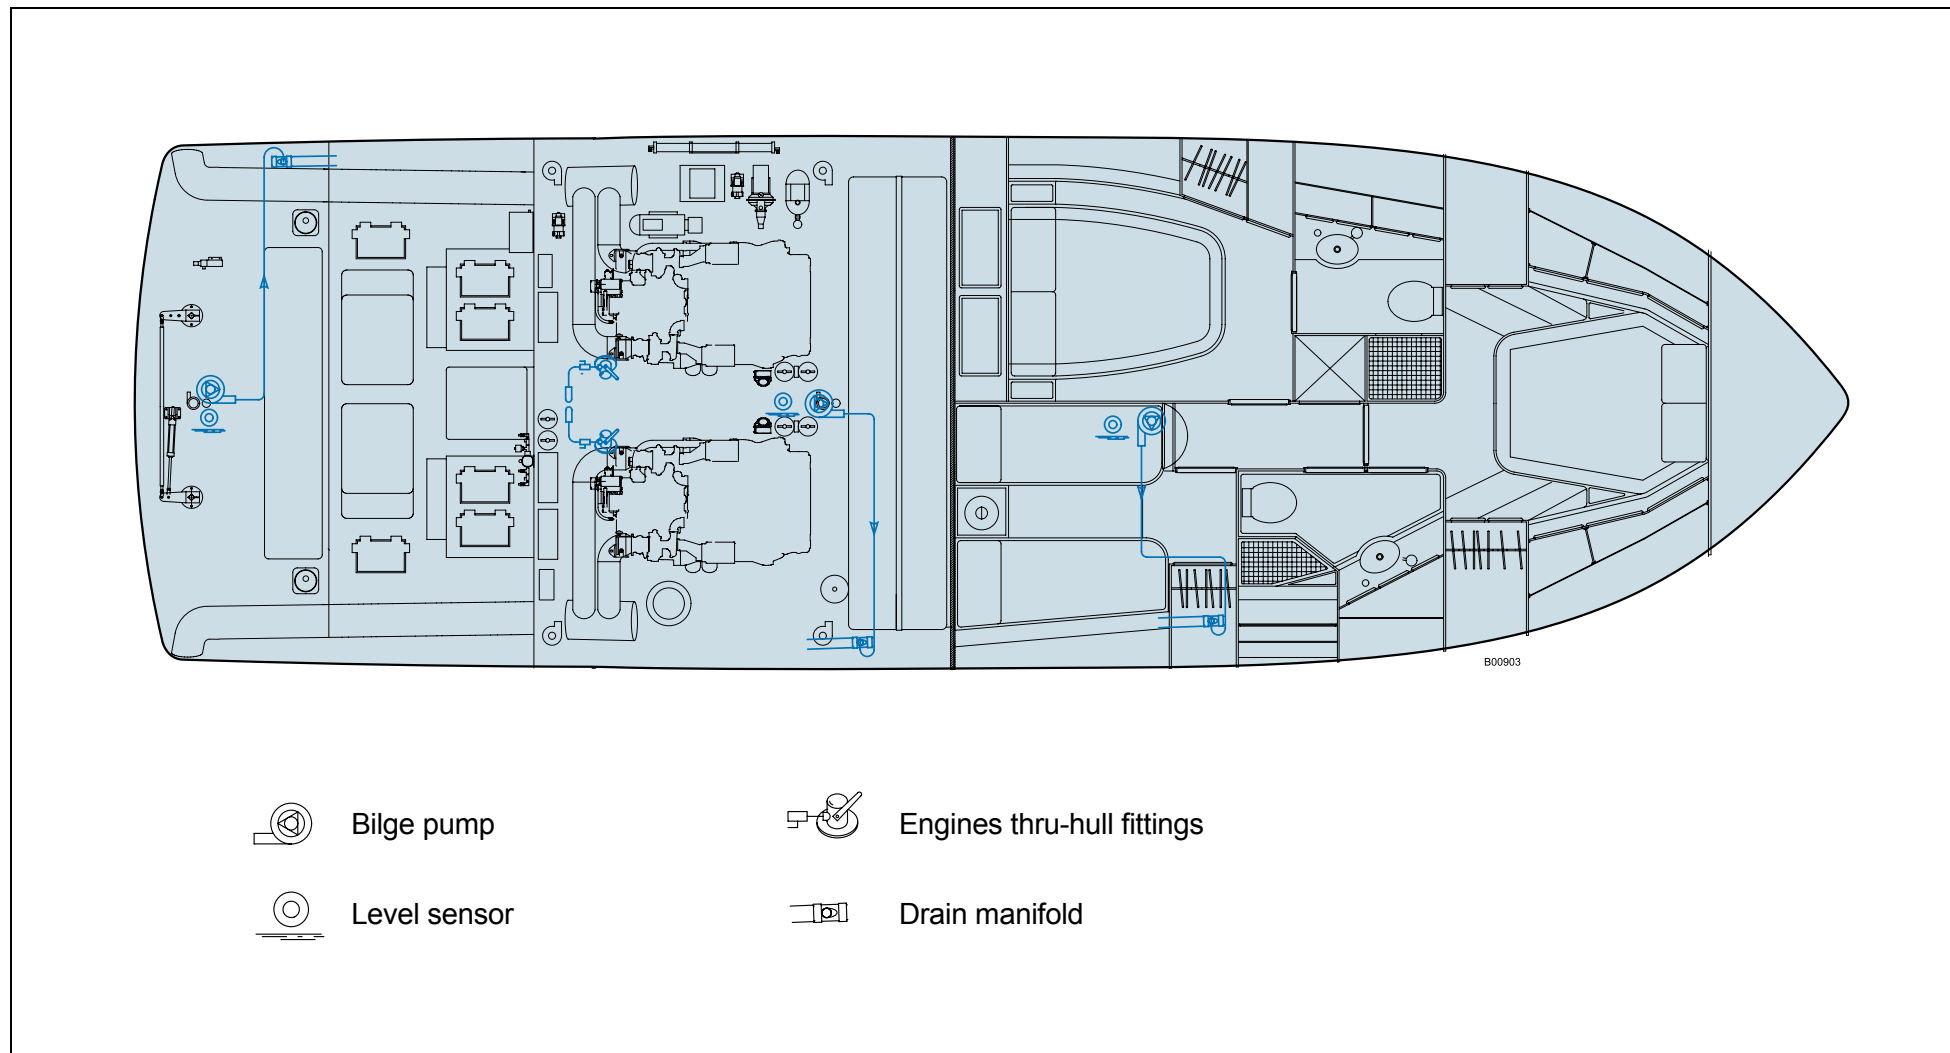 B00903
Bilge pump
Engines thru-hull fittings
Level sensor
Drain manifold